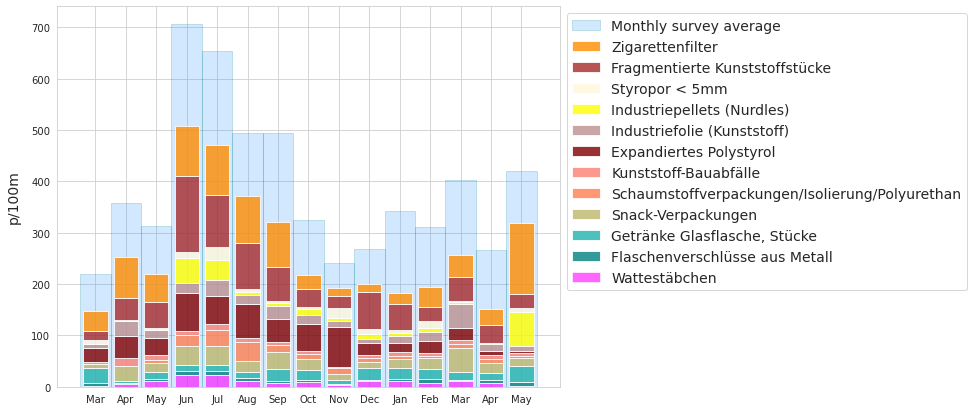 700
600
500
400
300
200
100
0
p/100m
Mar Apr May Jun Jul Aug Sep Oct Nov Dec Jan Feb Mar Apr May
Monthly survey average
Zigarettenfilter
Fragmentierte Kunststoffstücke
Styropor < 5mm
Industriepellets (Nurdles)
Industriefolie (Kunststoff)
Expandiertes Polystyrol
Kunststoff-Bauabfälle
Schaumstoffverpackungen/Isolierung/Polyurethan
Snack-Verpackungen
Getränke Glasflasche, Stücke
Flaschenverschlüsse aus Metall
Wattestäbchen